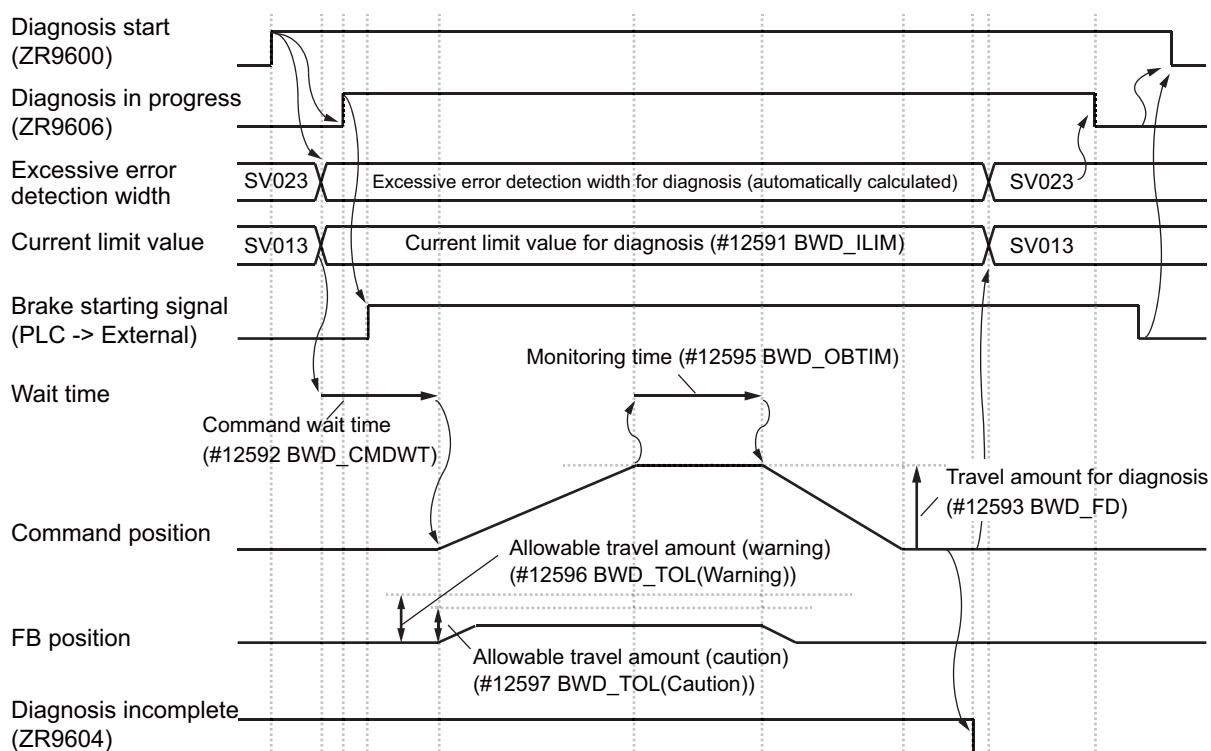 Diagnosis start
(ZR9600)
Diagnosis in progress
(ZR9606)
Excessive error
detection width
SV023
Excessive error detection width for diagnosis (automatically calculated)
SV023
Current limit value
SV013
Current limit value for diagnosis (#12591 BWD_ILIM)
SV013
Brake starting signal
(PLC -> External)
Monitoring time (#12595 BWD_OBTIM)
Wait time
Command wait time
(#12592 BWD_CMDWT)
Travel amount for diagnosis
(#12593 BWD_FD)
Command position
Allowable travel amount (warning)
(#12596 BWD_TOL(Warning))
FB position
Allowable travel amount (caution)
(#12597 BWD_TOL(Caution))
Diagnosis incomplete
(ZR9604)